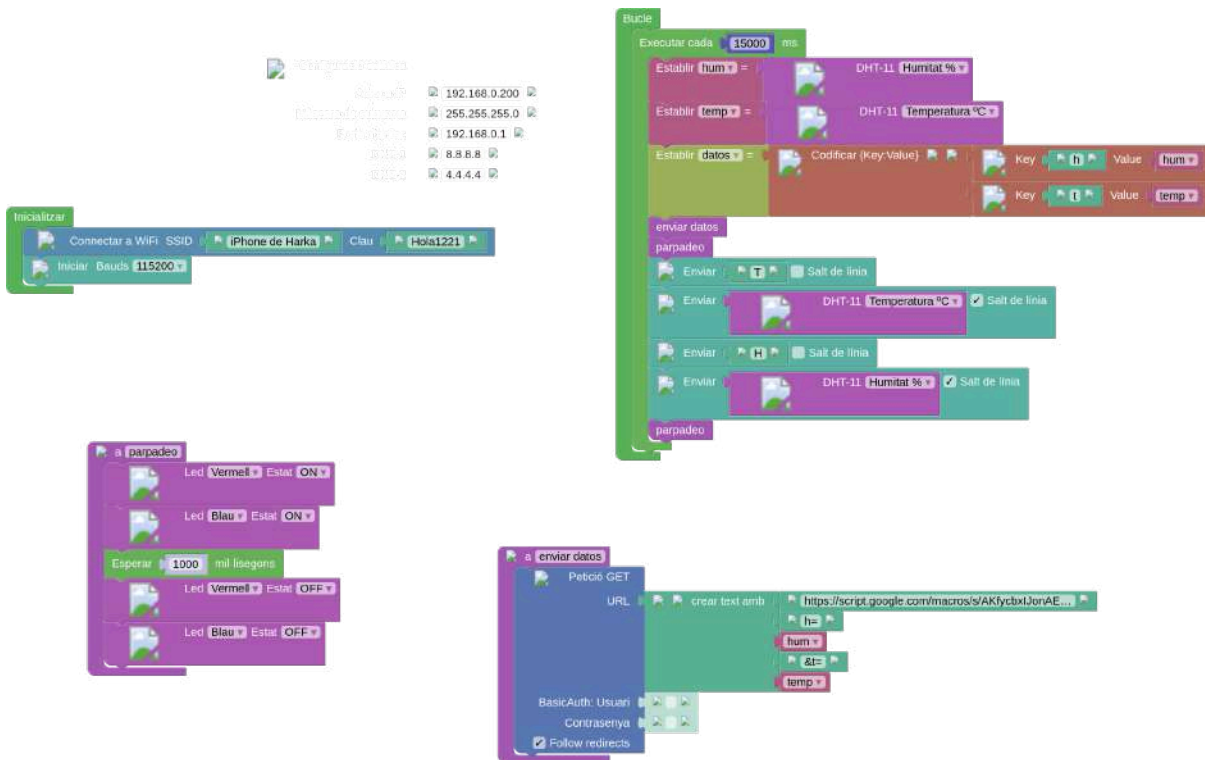 192.168.0.200
255.255.255.0
192.168.0.1
8.8.8.8
4.4.4.4
Inicialitzar
Connectar a WiFi SSID iPhone de Harka Clau Hola1221
Iniciar Bauds 115200
Bucle
Executar cada 15000 ms
Establir hum = DHT-11 Humitat %
Establir temp = DHT-11 Temperatura ºC
Establir datos = Codificar {Key:Value} Key h Value hum
Key t Value temp
enviar datos
parpadeo
Enviar T Salt de línia
Enviar DHT-11 Temperatura ºC Salt de línia
Enviar H Salt de línia
Enviar DHT-11 Humitat % Salt de línia
parpadeo
a parpadeo
Led Vermell Estat ON
Led Blau Estat ON
Esperar 1000 mil·lisegons
Led Vermell Estat OFF
Led Blau Estat OFF
a enviar datos
Petició GET
URL crear text amb https://script.google.com/macros/s/AKfycbxIJonAE...
h=
hum
&t=
temp
BasicAuth: Usuari
Contrasenya
Follow redirects